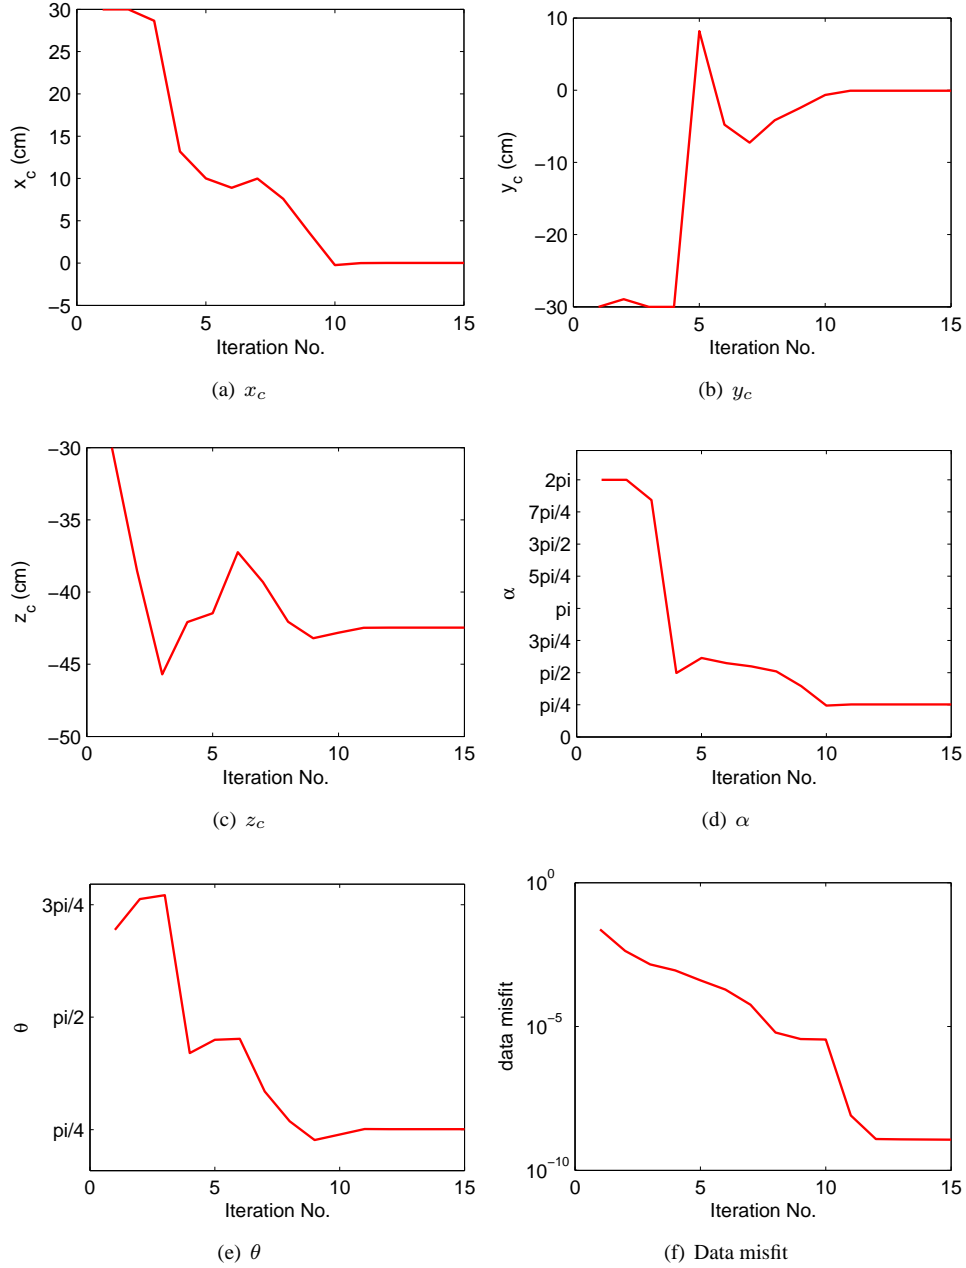 30
25
20
15
10
5
0
−5
x_c (cm)
0 5 10 15
Iteration No.
(a) x_c
10
0
−10
−20
−30
y_c (cm)
0 5 10 15
Iteration No.
(b) y_c
−30
−35
−40
−45
−50
z_c (cm)
0 5 10 15
Iteration No.
(c) z_c
2pi
7pi/4
3pi/2
5pi/4
pi
3pi/4
pi/2
pi/4
0
α
0 5 10 15
Iteration No.
(d) α
3pi/4
pi/2
pi/4
θ
0 5 10 15
Iteration No.
(e) θ
10^0
10^−5
10^−10
data misfit
0 5 10 15
Iteration No.
(f) Data misfit